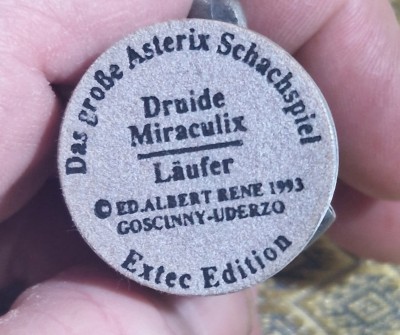 Das große Asterix Schachspiel
Druide
Miraculix
Läufer
© ED.ALBERT RENE 1993
GOSCINNY-UDERZO
Extec Edition